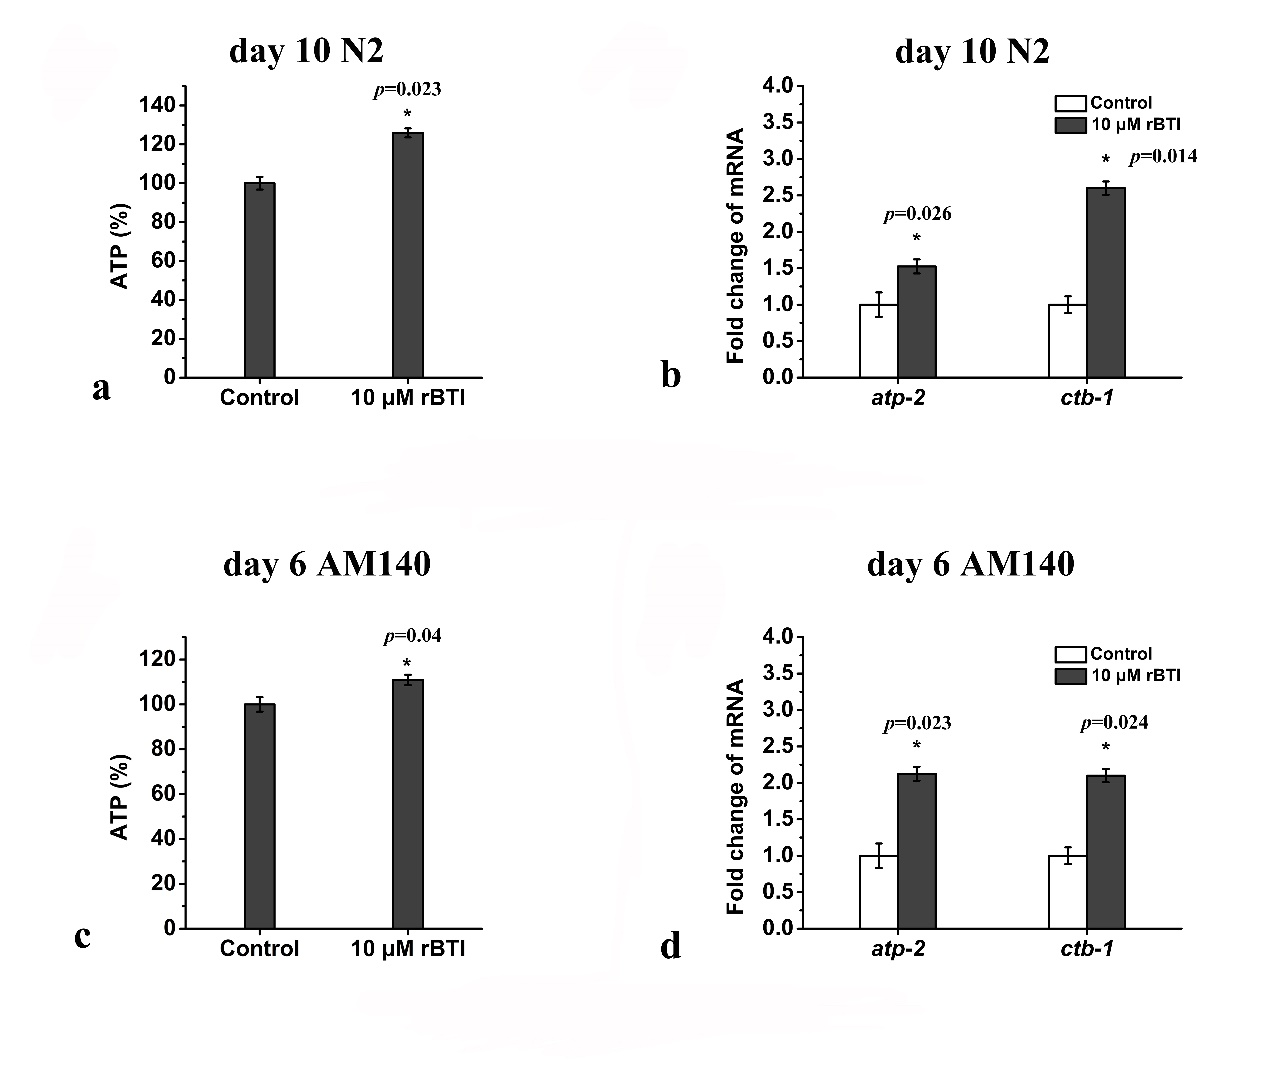 day 10 N2
p=0.023
*
140
120
100
80
60
40
20
0
ATP (%)
Control
10 µM rBTI
a
day 10 N2
4.0
3.5
3.0
2.5
2.0
1.5
1.0
0.5
0.0
Fold change of mRNA
Control
10 µM rBTI
p=0.026
*
* p=0.014
atp-2
ctb-1
b
day 6 AM140
p=0.04
*
120
100
80
60
40
20
0
ATP (%)
Control
10 µM rBTI
c
day 6 AM140
4.0
3.5
3.0
2.5
2.0
1.5
1.0
0.5
0.0
Fold change of mRNA
Control
10 µM rBTI
p=0.023
*
p=0.024
*
atp-2
ctb-1
d